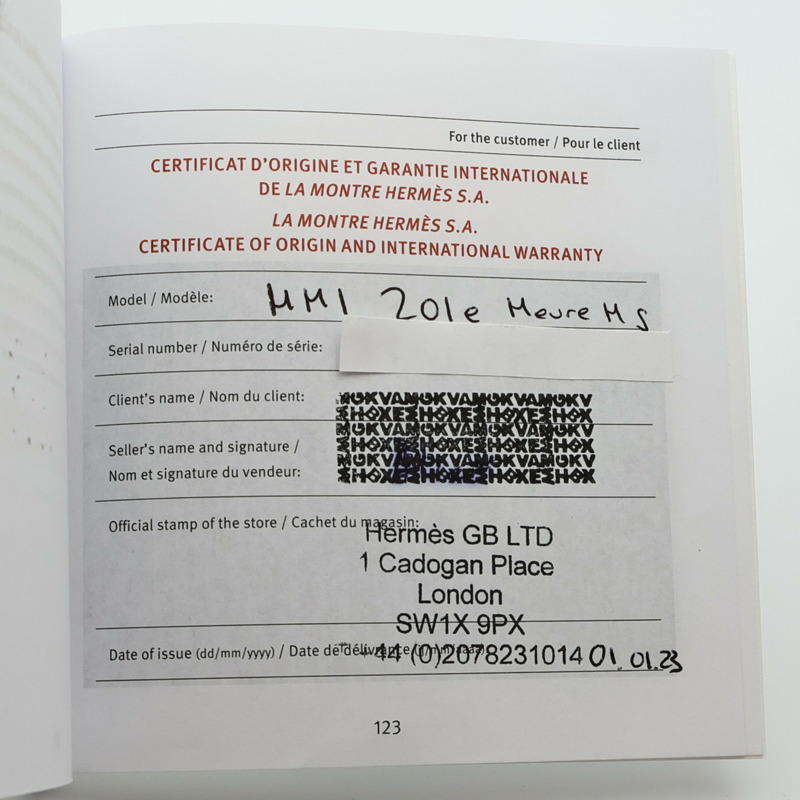 For the customer / Pour le client
CERTIFICAT D'ORIGINE ET GARANTIE INTERNATIONALE
DE LA MONTRE HERMÈS S.A.
LA MONTRE HERMÈS S.A.
CERTIFICATE OF ORIGIN AND INTERNATIONAL WARRANTY
Model / Modèle: HH1 201e Heure H S
Serial number / Numéro de série:
Client's name / Nom du client:
Seller's name and signature /
Nom et signature du vendeur:
Official stamp of the store / Cachet du magasin:
Hermès GB LTD
1 Cadogan Place
London
SW1X 9PX
Date of issue (dd/mm/yyyy) / Date de délivrance
+44 (0)2078231014 01.01.23
123